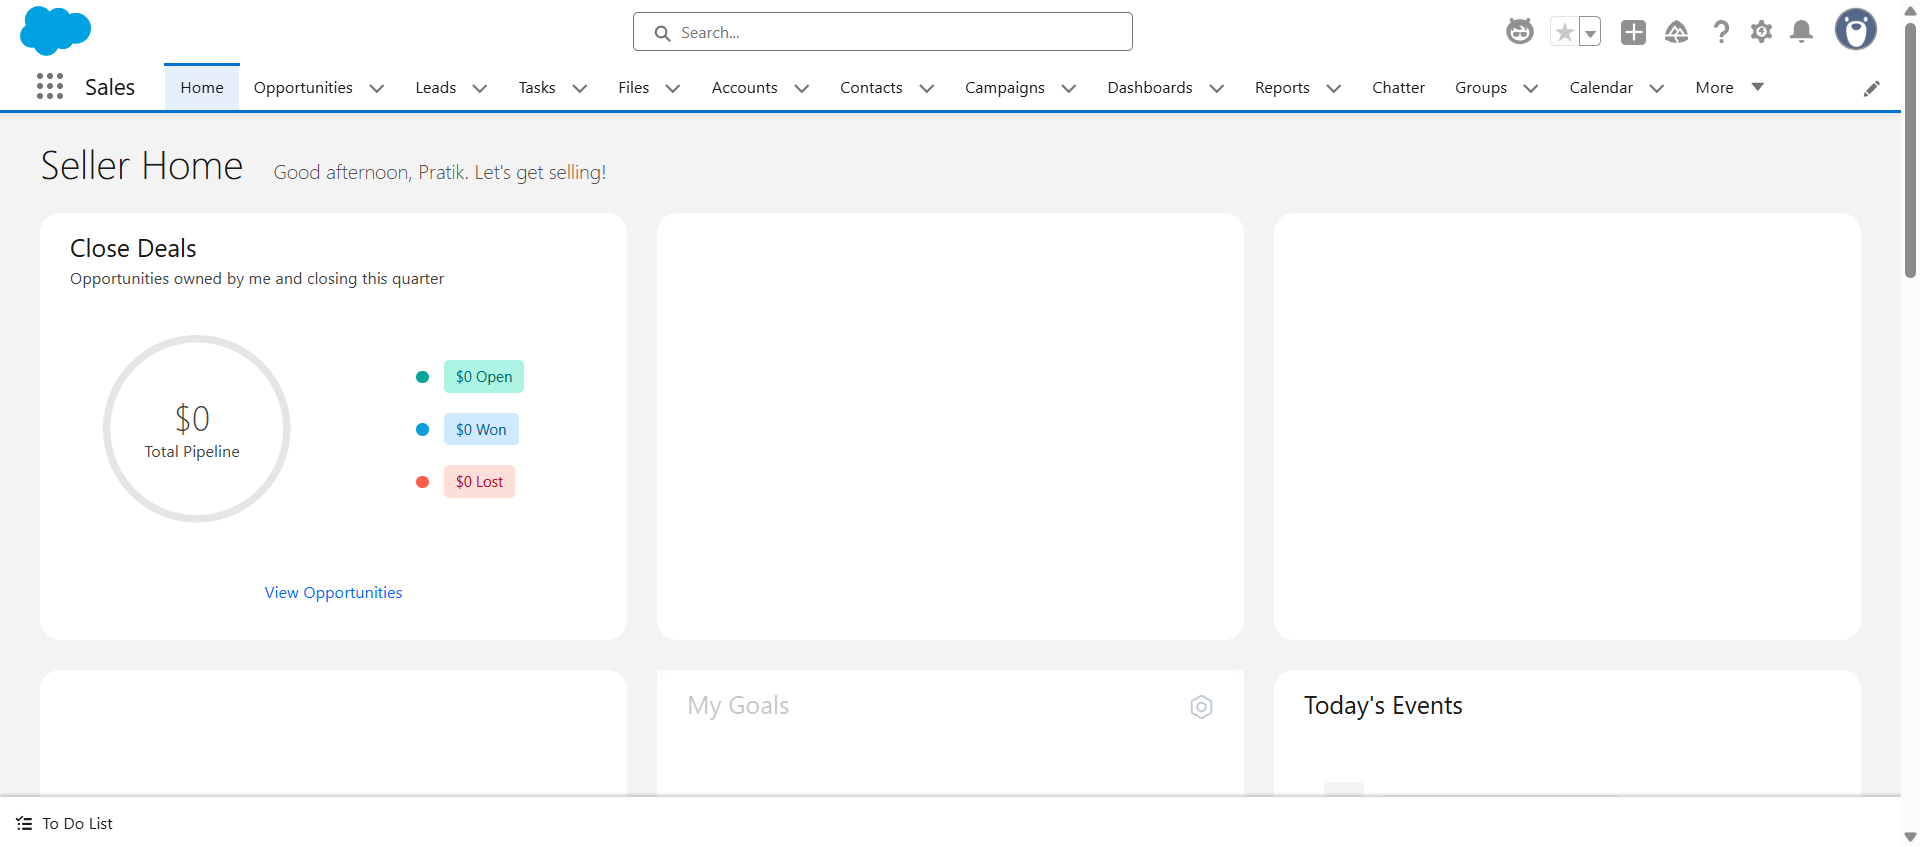 Search...
Sales
Home
Opportunities
Leads
Tasks
Files
Accounts
Contacts
Campaigns
Dashboards
Reports
Chatter
Groups
Calendar
More
Seller Home
Good afternoon, Pratik. Let's get selling!
Close Deals
Opportunities owned by me and closing this quarter
$0
Total Pipeline
$0 Open
$0 Won
$0 Lost
View Opportunities
My Goals
Today's Events
To Do List